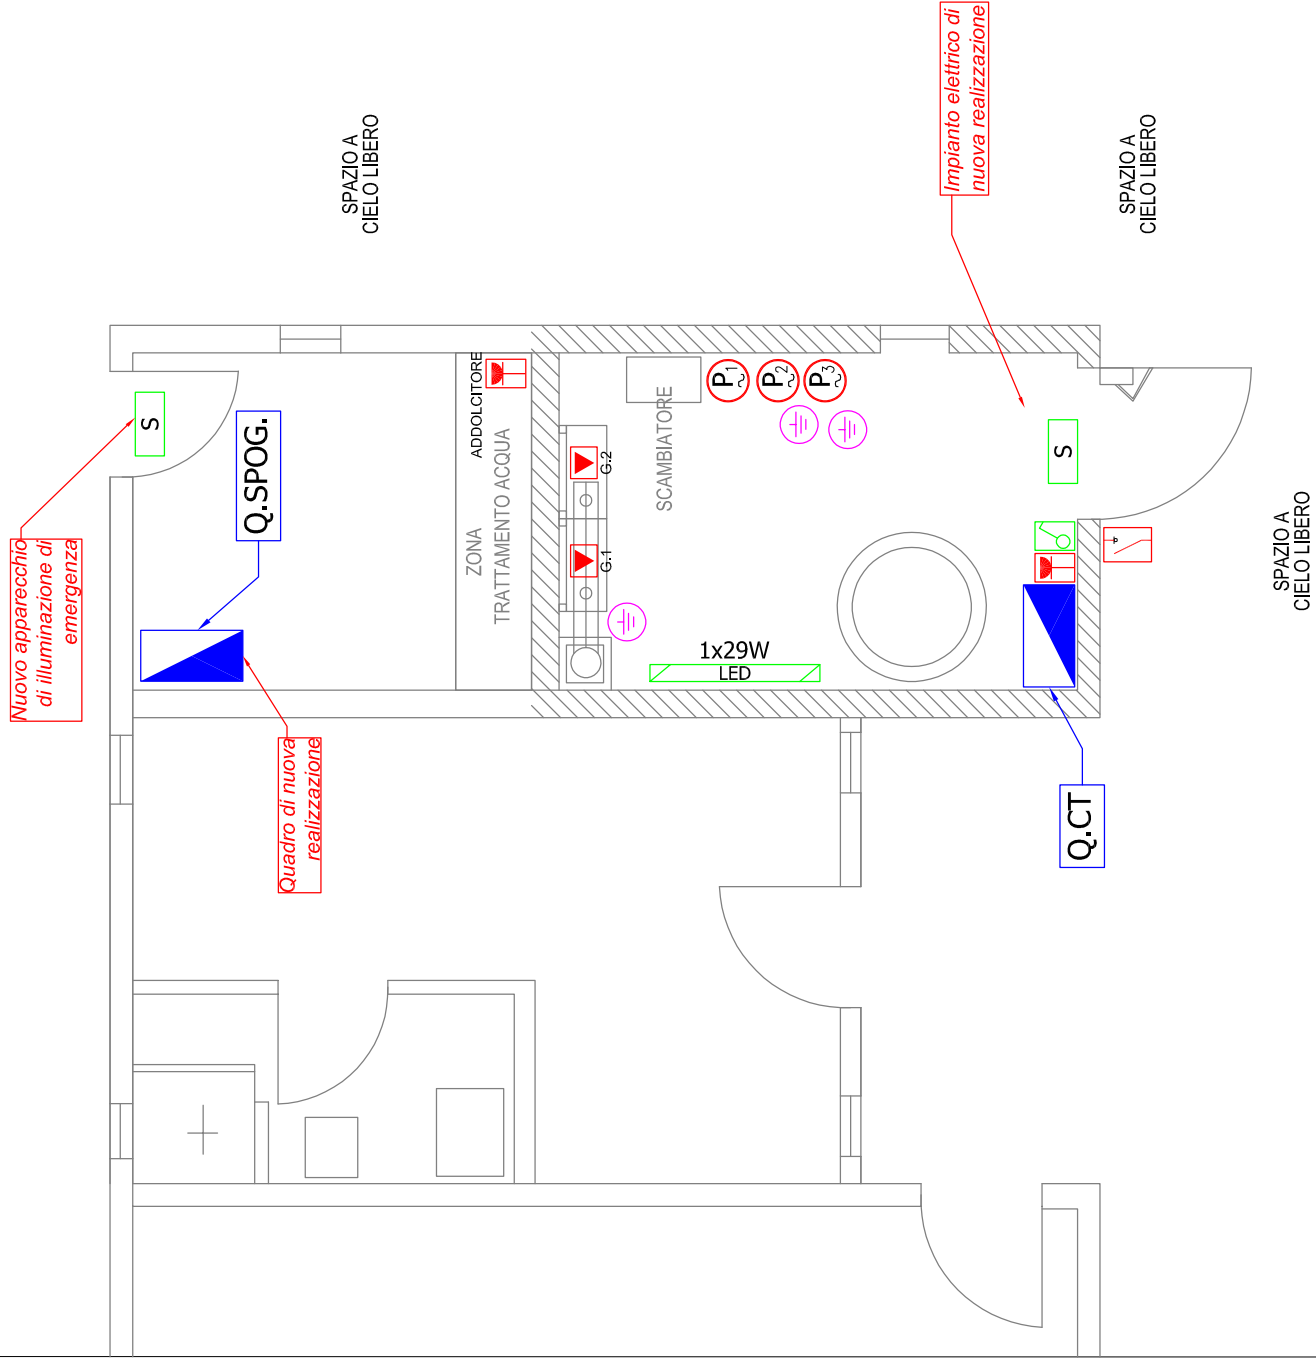 Nuovo apparecchio
di illuminazione di
emergenza
S
Q.SPOG.
Quadro di nuova
realizzazione
SPAZIO A
CIELO LIBERO
ADDOLCITORE
ZONA
TRATTAMENTO ACQUA
G.2
G.1
SCAMBIATORE
P1
P2
P3
1x29W
LED
Impianto elettrico di
nuova realizzazione
S
Q.CT
SPAZIO A
CIELO LIBERO
SPAZIO A
CIELO LIBERO